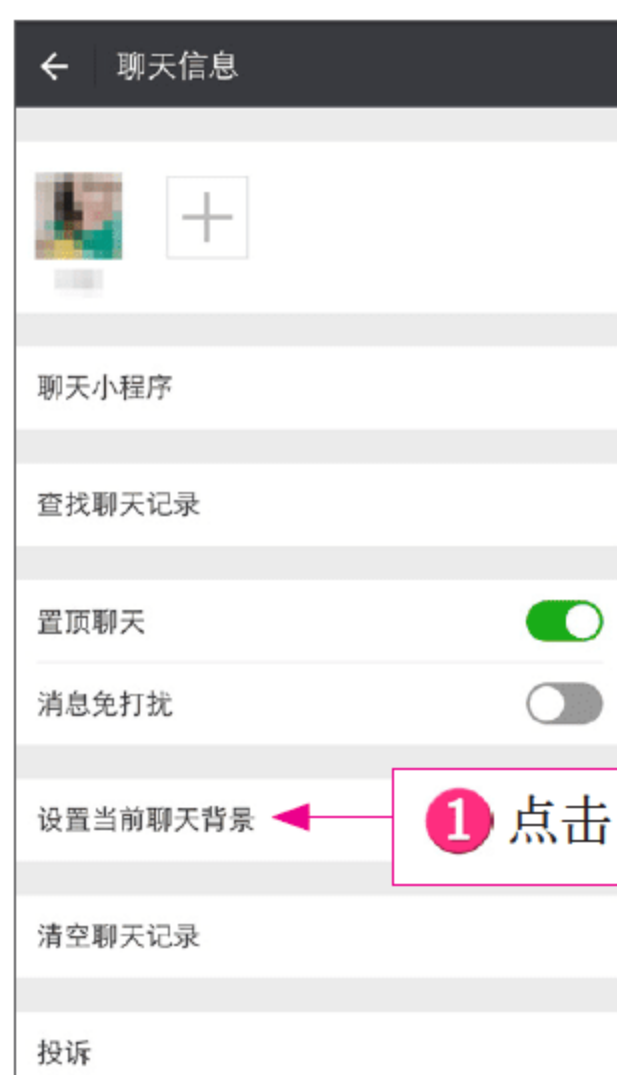 聊天信息
聊天小程序
查找聊天记录
置顶聊天
消息免打扰
设置当前聊天背景
1 点击
清空聊天记录
投诉